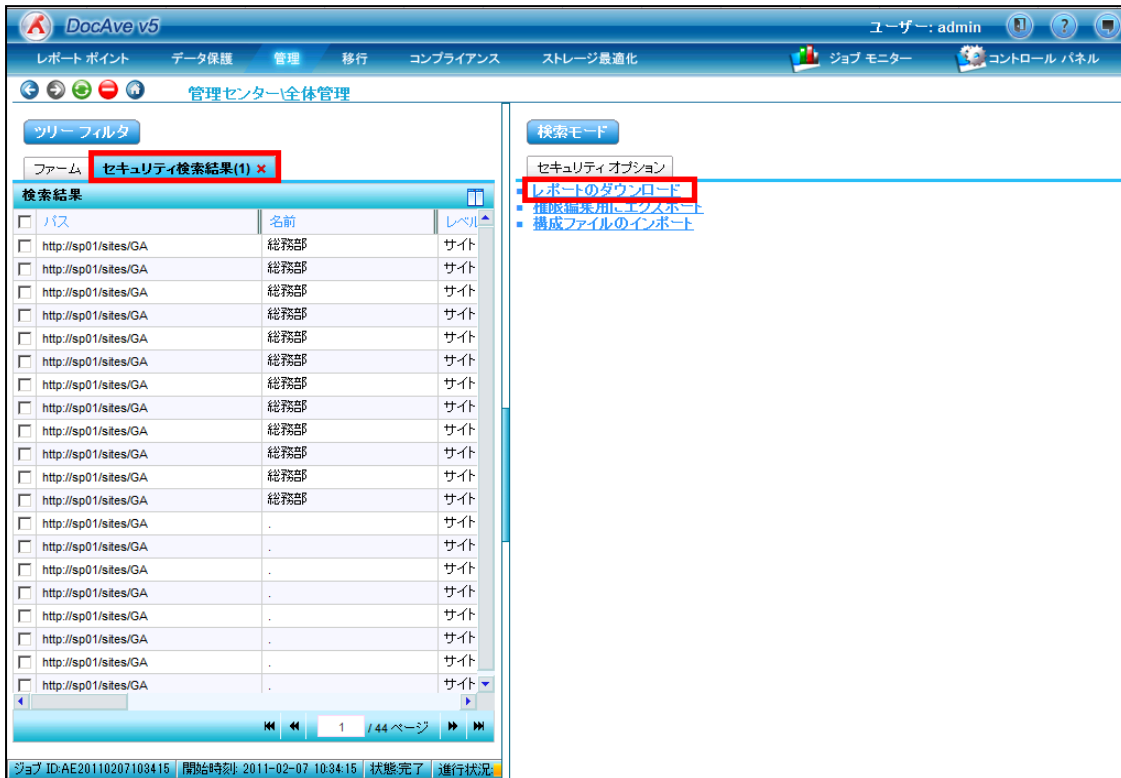 DocAve v5
ユーザー: admin
レポート ポイント データ保護 管理 移行 コンプライアンス ストレージ最適化 ジョブ モニター コントロール パネル
管理センター\全体管理
ツリー フィルタ
ファーム セキュリティ検索結果(1) ×
検索結果
パス 名前 レベル
http://sp01/sites/GA 総務部 サイト
http://sp01/sites/GA 総務部 サイト
http://sp01/sites/GA 総務部 サイト
http://sp01/sites/GA 総務部 サイト
http://sp01/sites/GA 総務部 サイト
http://sp01/sites/GA 総務部 サイト
http://sp01/sites/GA 総務部 サイト
http://sp01/sites/GA 総務部 サイト
http://sp01/sites/GA 総務部 サイト
http://sp01/sites/GA 総務部 サイト
http://sp01/sites/GA 総務部 サイト
http://sp01/sites/GA 総務部 サイト
http://sp01/sites/GA . サイト
http://sp01/sites/GA . サイト
http://sp01/sites/GA . サイト
http://sp01/sites/GA . サイト
http://sp01/sites/GA . サイト
http://sp01/sites/GA . サイト
http://sp01/sites/GA . サイト
http://sp01/sites/GA . サイト
1 / 44 ページ
ジョブ ID:AE20110207103415 開始時刻: 2011-02-07 10:34:15 状態:完了 進行状況:
検索モード
セキュリティ オプション
レポートのダウンロード
権限編集用にエクスポート
構成ファイルのインポート